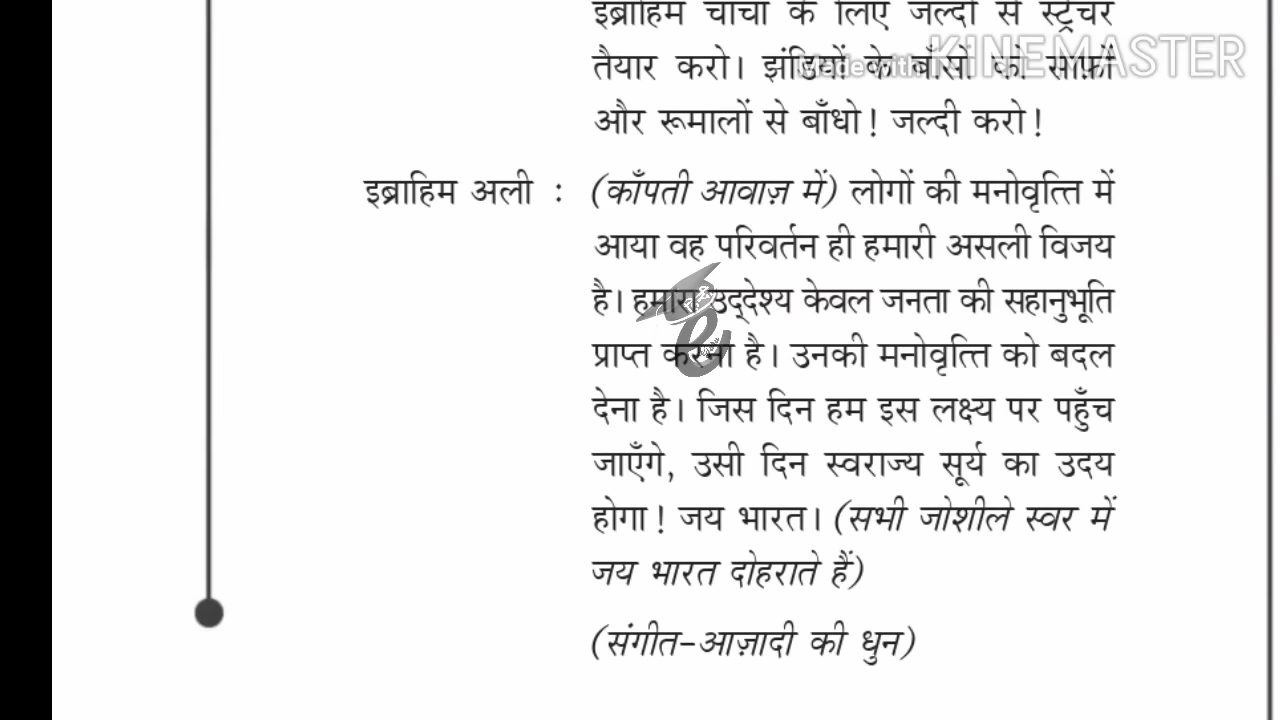 इब्राहिम चाचा के लिए जल्दी से स्ट्रेचर
Made with KINEMASTER
तैयार करो। झंडियों के बाँसों को साफ़ों
और रूमालों से बाँधो! जल्दी करो!
इब्राहिम अली : (काँपती आवाज़ में) लोगों की मनोवृत्ति में
आया वह परिवर्तन ही हमारी असली विजय
है। हमारा उद्देश्य केवल जनता की सहानुभूति
प्राप्त करना है। उनकी मनोवृत्ति को बदल
देना है। जिस दिन हम इस लक्ष्य पर पहुँच
जाएँगे, उसी दिन स्वराज्य सूर्य का उदय
होगा! जय भारत। (सभी जोशीले स्वर में
जय भारत दोहराते हैं)
(संगीत-आज़ादी की धुन)